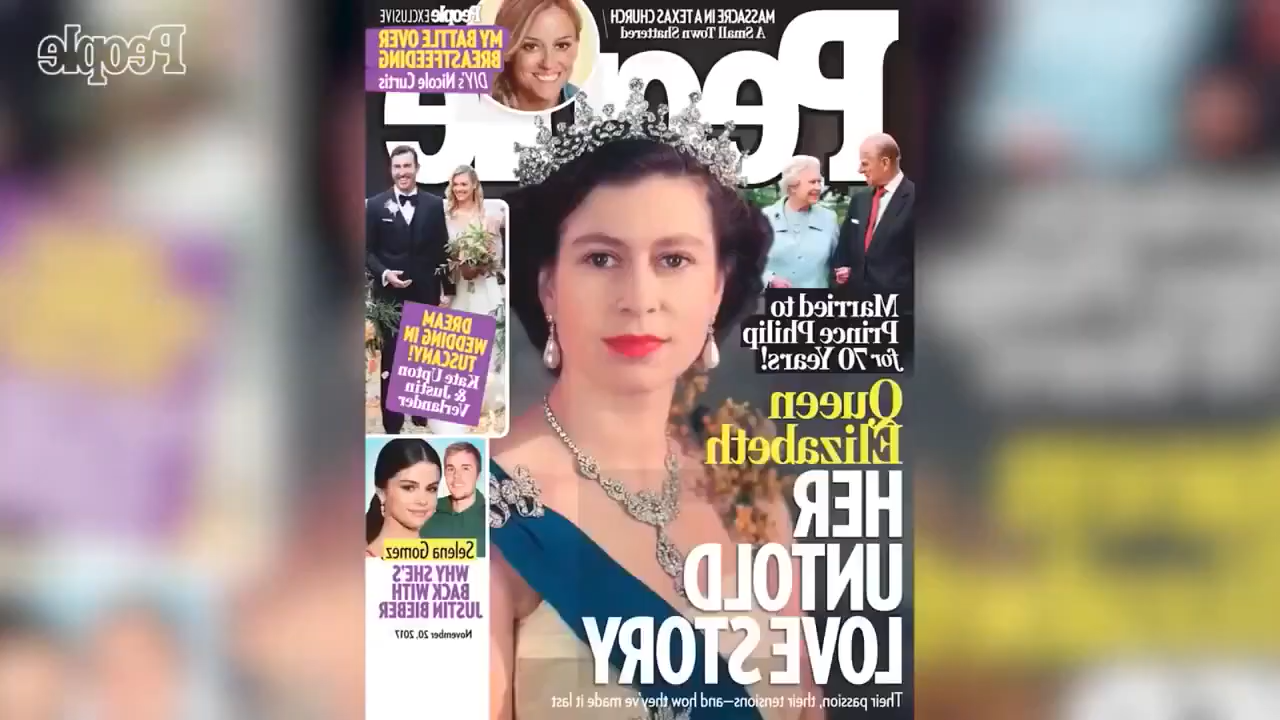 People
People EXCLUSIVE
MY BATTLE OVER
BREASTFEEDING
DIY's Nicole Curtis
MASSACRE IN A TEXAS CHURCH
A Small Town Shattered
People
DREAM
WEDDING IN
TUSCANY!
Kate Upton
& Justin
Verlander
Married to
Prince Philip
for 70 Years!
Queen
Elizabeth
HER
UNTOLD
LOVE STORY
Their passion, their tensions—and how they've made it last
Selena Gomez
WHY SHE'S
BACK WITH
JUSTIN BIEBER
November 20, 2017